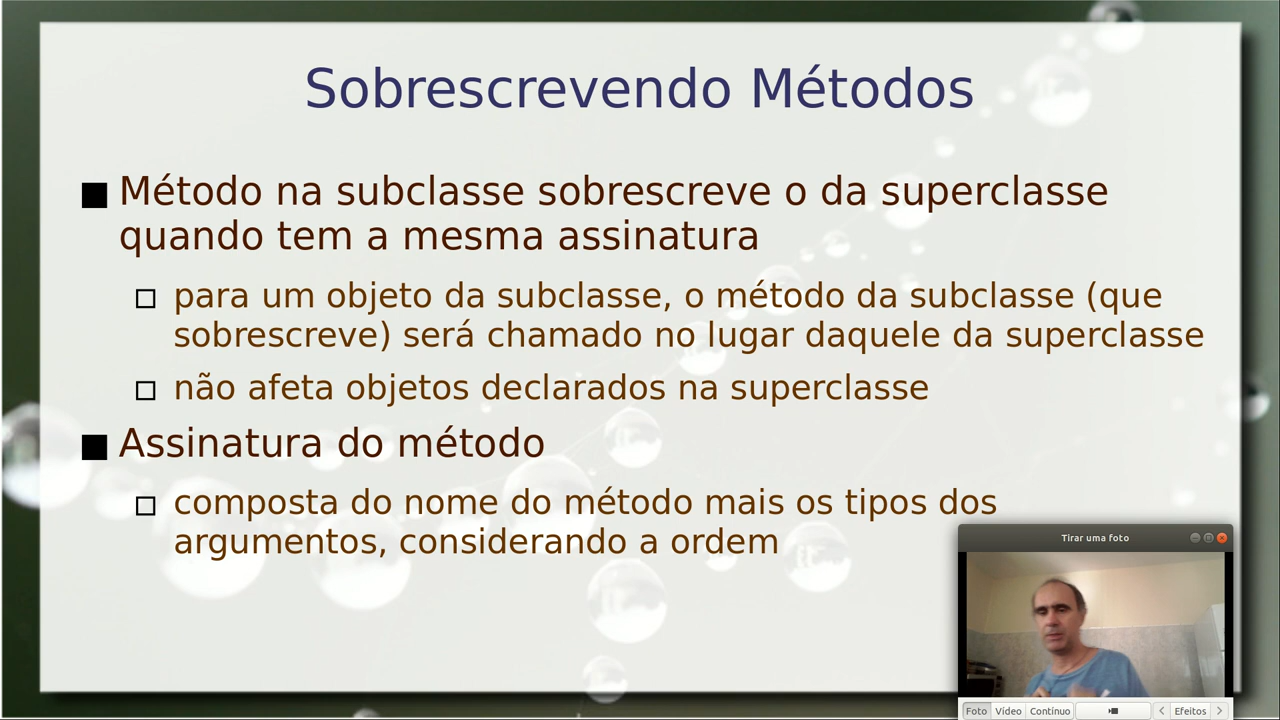 Sobrescrevendo Métodos
Método na subclasse sobrescreve o da superclasse
quando tem a mesma assinatura
para um objeto da subclasse, o método da subclasse (que
sobrescreve) será chamado no lugar daquele da superclasse
não afeta objetos declarados na superclasse
Assinatura do método
composta do nome do método mais os tipos dos
argumentos, considerando a ordem
Tirar uma foto
Foto Vídeo Contínuo Efeitos